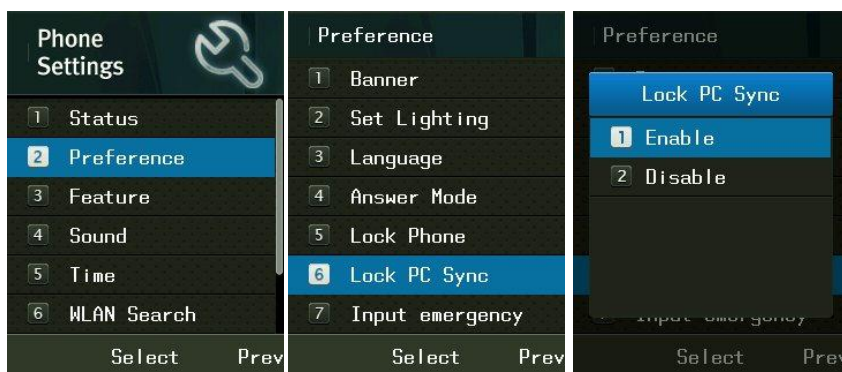 Phone
Settings
1 Status
2 Preference
3 Feature
4 Sound
5 Time
6 WLAN Search
Select Prev
Preference
1 Banner
2 Set Lighting
3 Language
4 Answer Mode
5 Lock Phone
6 Lock PC Sync
7 Input emergency
Select Prev
Preference
Lock PC Sync
1 Enable
2 Disable
Input emergency
Select Prev